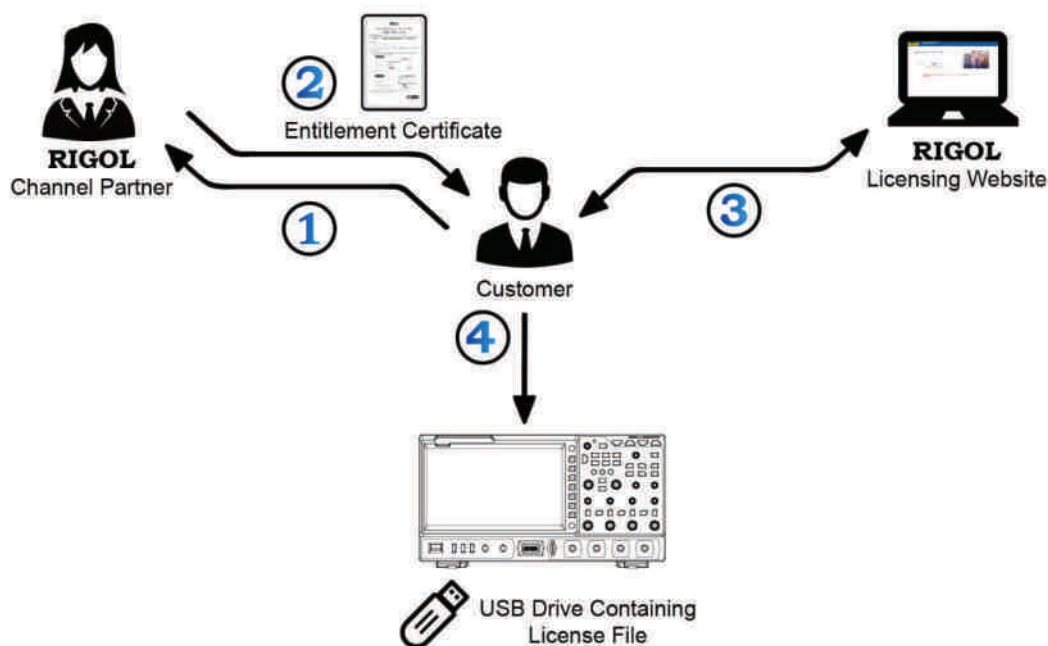 2
Entitlement Certificate
RIGOL
Channel Partner
1
RIGOL
Licensing Website
3
Customer
4
USB Drive Containing
License File